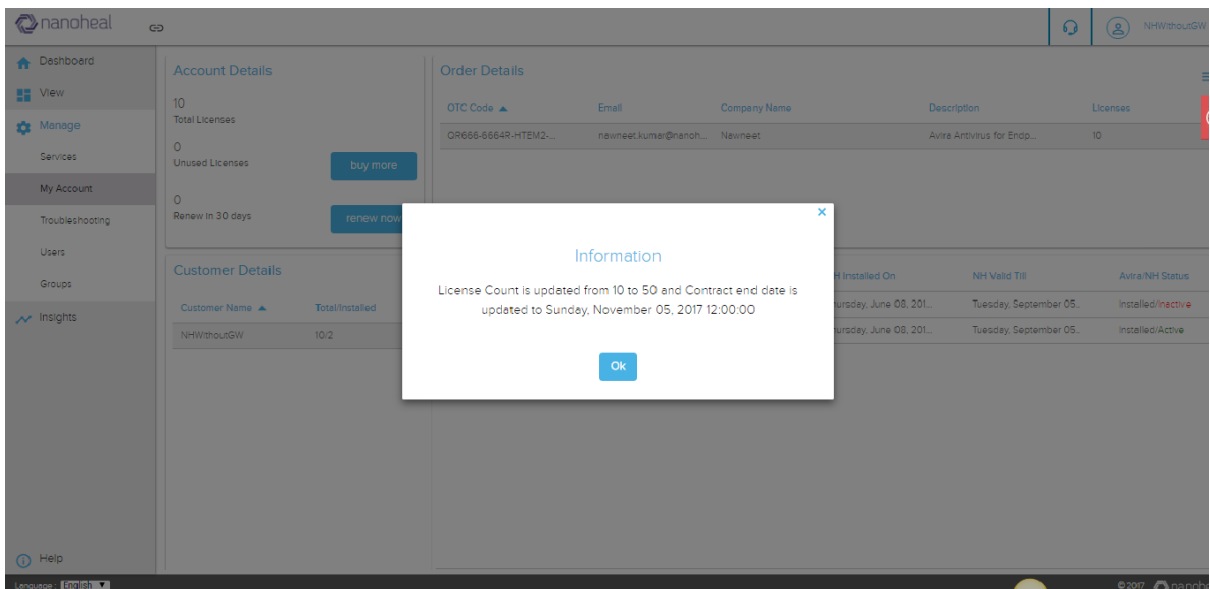 nanoheal
NHWithoutGW
Dashboard
View
Manage
Services
My Account
Troubleshooting
Users
Groups
Insights
Help
Account Details
10
Total Licenses
0
Unused Licenses
buy more
0
Renew in 30 days
renew now
Order Details
OTC Code Email Company Name Description Licenses
QR666-6664R-HTEM2-... nawneet.kumar@nanoh... Nawneet Avira Antivirus for Endp... 10
Customer Details
Customer Name Total/Installed
NHWithoutGW 10/2
H Installed On NH Valid Till Avira/NH Status
hursday, June 08, 201... Tuesday, September 05.. Installed/Inactive
hursday, June 08, 201... Tuesday, September 05.. Installed/Active
×
Information
License Count is updated from 10 to 50 and Contract end date is
updated to Sunday, November 05, 2017 12:00:00
Ok
Language : English
©2017 nanohe